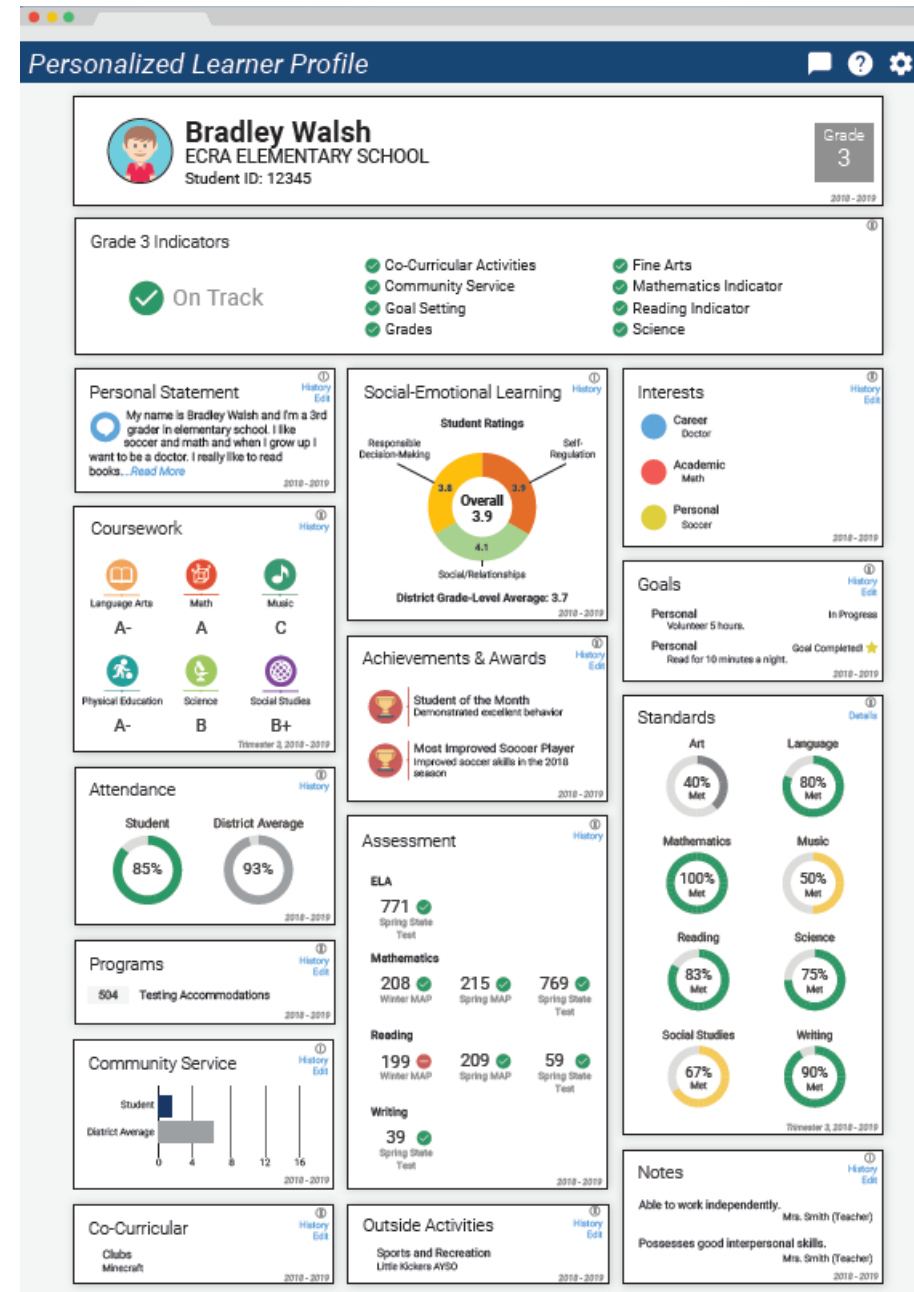 Personalized Learner Profile
Bradley Walsh
ECRA ELEMENTARY SCHOOL
Student ID: 12345
Grade
3
2018 - 2019
Grade 3 Indicators
On Track
Co-Curricular Activities
Community Service
Goal Setting
Grades
Fine Arts
Mathematics Indicator
Reading Indicator
Science
Personal Statement
History
Edit
My name is Bradley Walsh and I'm a 3rd
grader in elementary school. I like
soccer and math and when I grow up I
want to be a doctor. I really like to read
books...Read More
2018 - 2019
Coursework
History
Language Arts
A-
Math
A
Music
C
Physical Education
A-
Science
B
Social Studies
B+
Trimester 3, 2018 - 2019
Attendance
History
Student
85%
District Average
93%
2018 - 2019
Programs
History
Edit
504 Testing Accommodations
2018 - 2019
Community Service
History
Edit
Student
District Average
0 4 8 12 16
2018 - 2019
Co-Curricular
History
Edit
Clubs
Minecraft
2018 - 2019
Social-Emotional Learning
History
Student Ratings
Responsible
Decision-Making
Self-
Regulation
3.8
3.9
Overall
3.9
4.1
Social/Relationships
District Grade-Level Average: 3.7
2018 - 2019
Achievements & Awards
History
Edit
Student of the Month
Demonstrated excellent behavior
Most Improved Soccer Player
Improved soccer skills in the 2018
season
2018 - 2019
Assessment
History
ELA
771
Spring State
Test
Mathematics
208 215 769
Winter MAP Spring MAP Spring State
Test
Reading
199 209 59
Winter MAP Spring MAP Spring State
Test
Writing
39
Spring State
Test
2018 - 2019
Outside Activities
History
Edit
Sports and Recreation
Little Kickers AYSO
2018 - 2019
Interests
History
Edit
Career
Doctor
Academic
Math
Personal
Soccer
2018 - 2019
Goals
History
Edit
Personal In Progress
Volunteer 5 hours.
Personal Goal Completed!
Read for 10 minutes a night.
2018 - 2019
Standards
Details
Art
40%
Met
Language
80%
Met
Mathematics
100%
Met
Music
50%
Met
Reading
83%
Met
Science
75%
Met
Social Studies
67%
Met
Writing
90%
Met
Trimester 3, 2018 - 2019
Notes
History
Edit
Able to work independently.
Mrs. Smith (Teacher)
Possesses good interpersonal skills.
Mrs. Smith (Teacher)
2018 - 2019